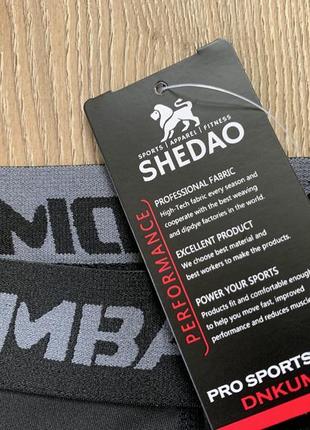 SPORTS | APPAREL | FITNESS
SHEDAO
PERFORMANCE
PROFESSIONAL FABRIC
High-Tech fabric every season and
cooperate with the best weaving
and dipdye factories in the world.
EXCELLENT PRODUCT
We choose best material and
best workers to make the products.
POWER YOUR SPORTS
Products fit and comfortable enough
to help you move fast, improved
performance and reduces muscle
PRO SPORTS
DNKUN
UMBA